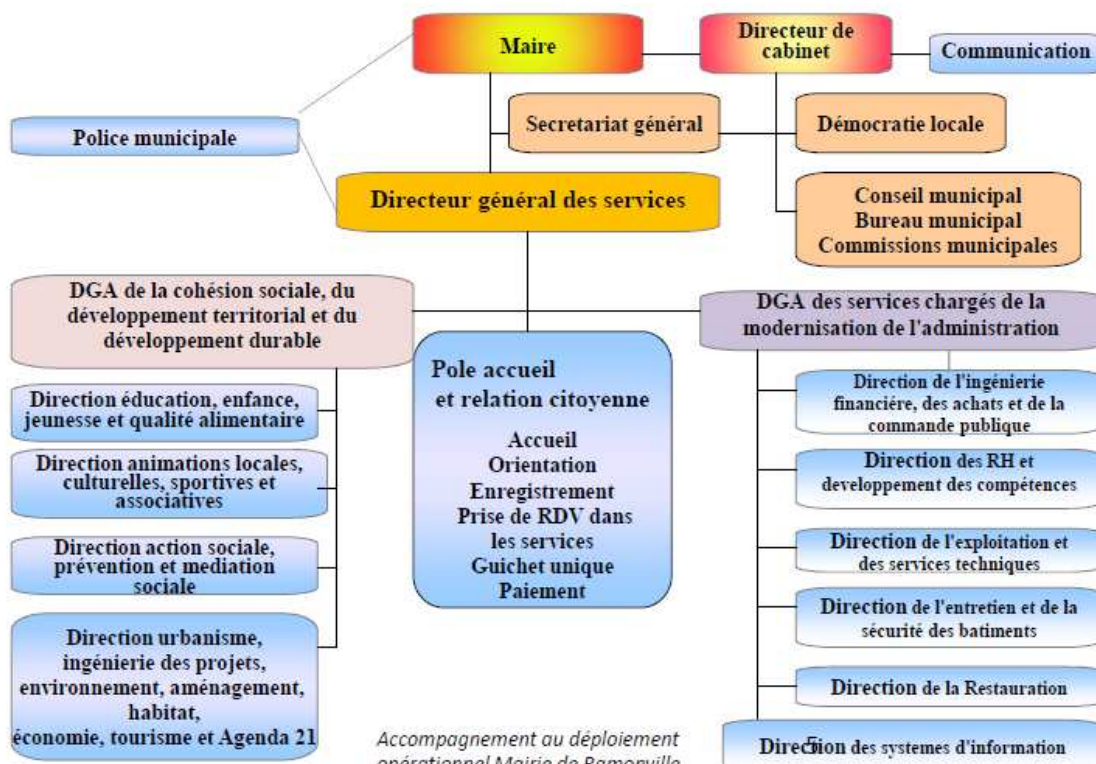 Maire
Directeur de
cabinet
Communication
Police municipale
Secretariat général
Démocratie locale
Directeur général des services
Conseil municipal
Bureau municipal
Commissions municipales
DGA de la cohésion sociale, du
développement territorial et du
développement durable
DGA des services chargés de la
modernisation de l'administration
Direction éducation, enfance,
jeunesse et qualité alimentaire
Direction animations locales,
culturelles, sportives et
associatives
Direction action sociale,
prévention et mediation
sociale
Direction urbanisme,
ingénierie des projets,
environnement, aménagement,
habitat,
économie, tourisme et Agenda 21
Pole accueil
et relation citoyenne
Accueil
Orientation
Enregistrement
Prise de RDV dans
les services
Guichet unique
Paiement
Direction de l'ingénierie
financiére, des achats et de la
commande publique
Direction des RH et
developpement des compétences
Direction de l'exploitation et
des services techniques
Direction de l'entretien et de la
sécurité des batiments
Direction de la Restauration
Direction des systemes d'information
5
Accompagnement au déploiement
opérationnel Mairie de Ramonville